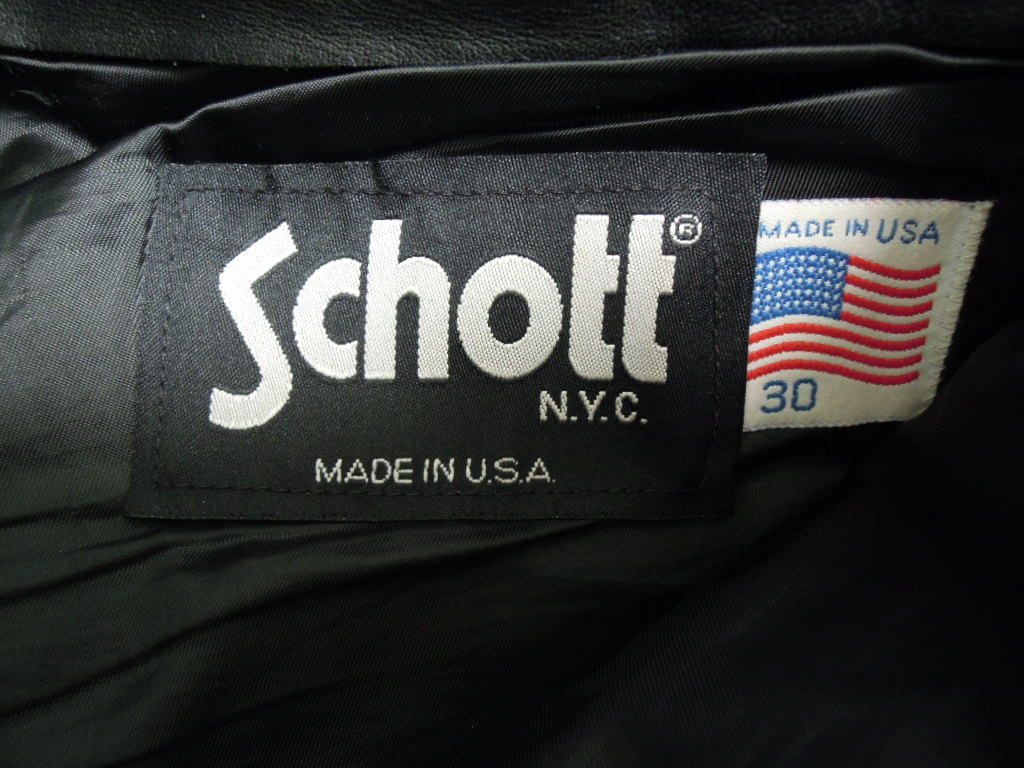 Schott®
N.Y.C.
MADE IN U.S.A.
MADE IN USA
30